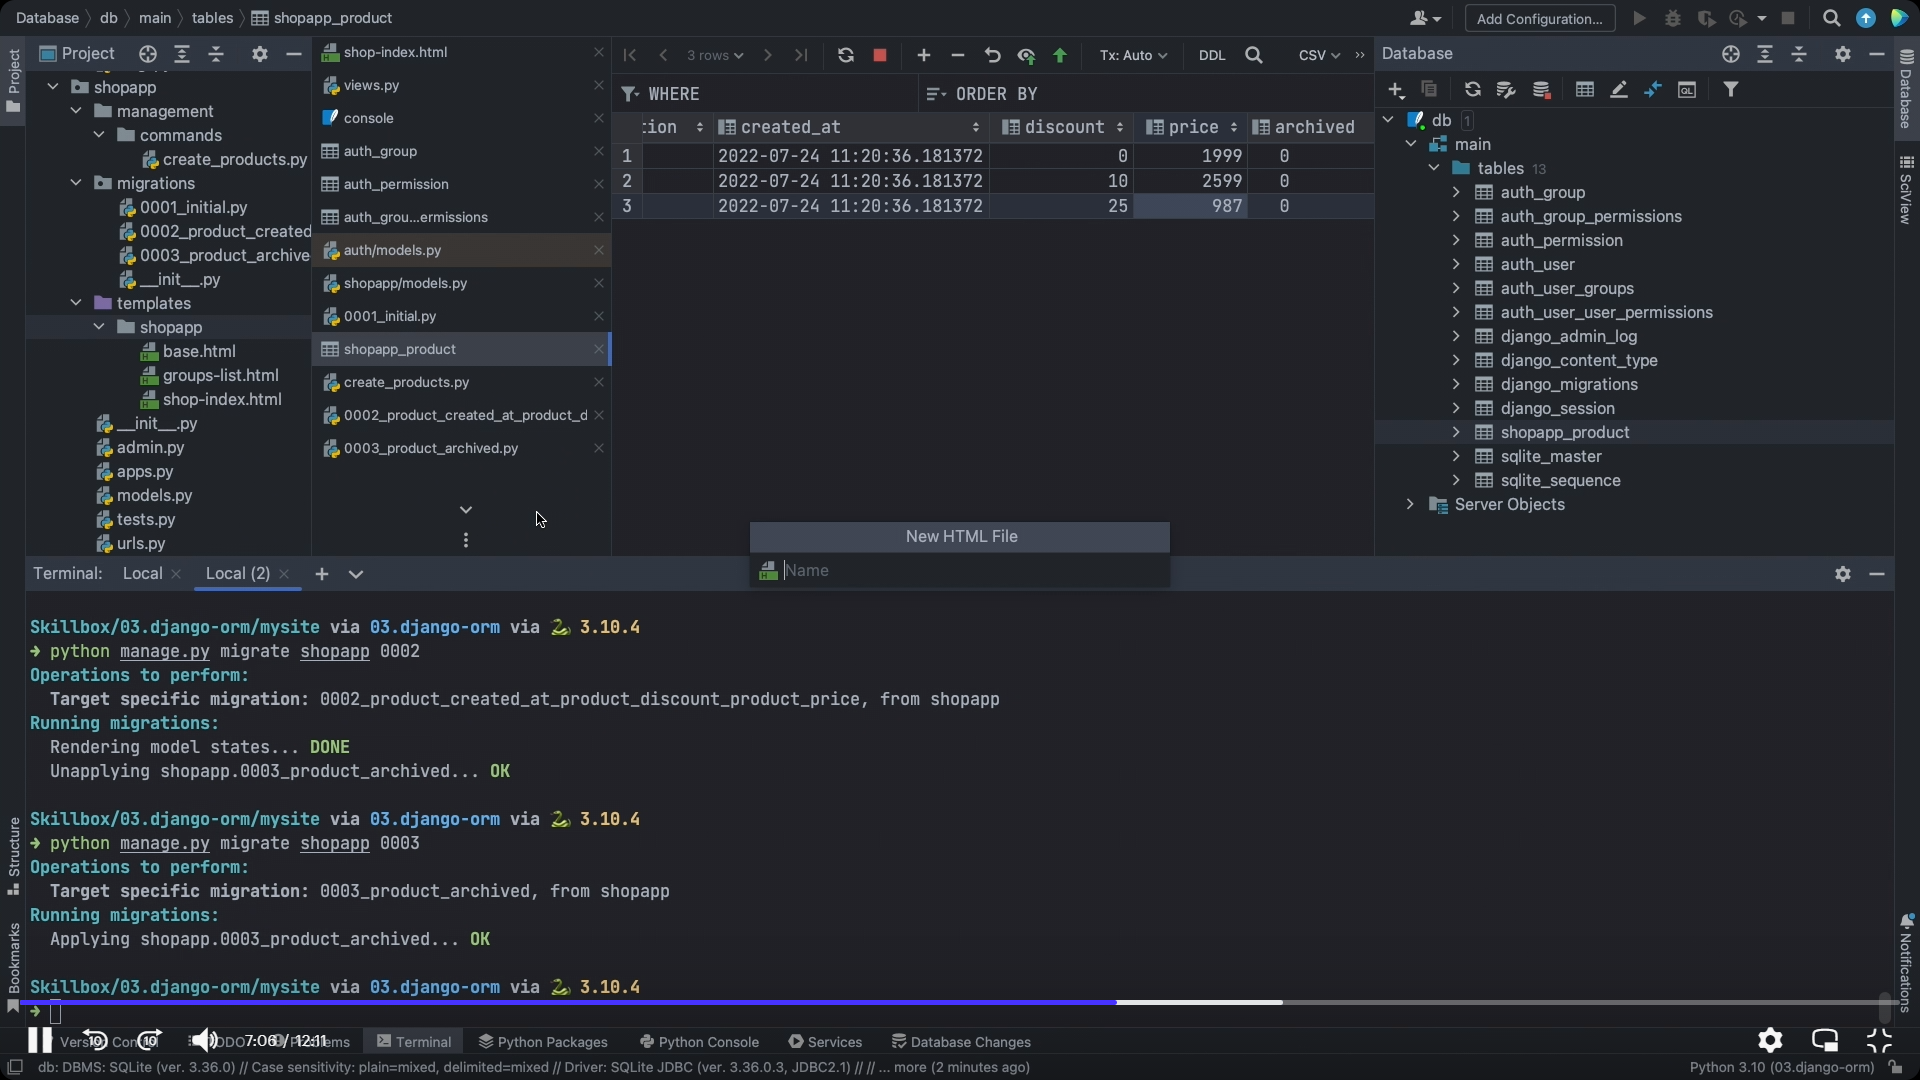 Database 〉 db 〉 main 〉 tables 〉 shopapp_product
Add Configuration...
Project
shopapp
management
commands
create_products.py
migrations
0001_initial.py
0002_product_created
0003_product_archive
__init__.py
templates
shopapp
base.html
groups-list.html
shop-index.html
__init__.py
admin.py
apps.py
models.py
tests.py
urls.py
shop-index.html
views.py
console
auth_group
auth_permission
auth_grou...ermissions
auth/models.py
shopapp/models.py
0001_initial.py
shopapp_product
create_products.py
0002_product_created_at_product_d
0003_product_archived.py
3 rows
Tx: Auto
DDL
CSV
WHERE
ORDER BY
tion created_at discount price archived
1 2022-07-24 11:20:36.181372 0 1999 0
2 2022-07-24 11:20:36.181372 10 2599 0
3 2022-07-24 11:20:36.181372 25 987 0
New HTML File
Name
Database
db 1
main
tables 13
auth_group
auth_group_permissions
auth_permission
auth_user
auth_user_groups
auth_user_user_permissions
django_admin_log
django_content_type
django_migrations
django_session
shopapp_product
sqlite_master
sqlite_sequence
Server Objects
Project
Structure
Bookmarks
Database
SciView
Notifications
Terminal: Local Local (2)
Skillbox/03.django-orm/mysite via 03.django-orm via 🐍 3.10.4
→ python manage.py migrate shopapp 0002
Operations to perform:
Target specific migration: 0002_product_created_at_product_discount_product_price, from shopapp
Running migrations:
Rendering model states... DONE
Unapplying shopapp.0003_product_archived... OK
Skillbox/03.django-orm/mysite via 03.django-orm via 🐍 3.10.4
→ python manage.py migrate shopapp 0003
Operations to perform:
Target specific migration: 0003_product_archived, from shopapp
Running migrations:
Applying shopapp.0003_product_archived... OK
Skillbox/03.django-orm/mysite via 03.django-orm via 🐍 3.10.4
→
10 10 7:06 / 12:11
Terminal
Python Packages
Python Console
Services
Database Changes
db: DBMS: SQLite (ver. 3.36.0) // Case sensitivity: plain=mixed, delimited=mixed // Driver: SQLite JDBC (ver. 3.36.0.3, JDBC2.1) // // ... more (2 minutes ago)
Python 3.10 (03.django-orm)